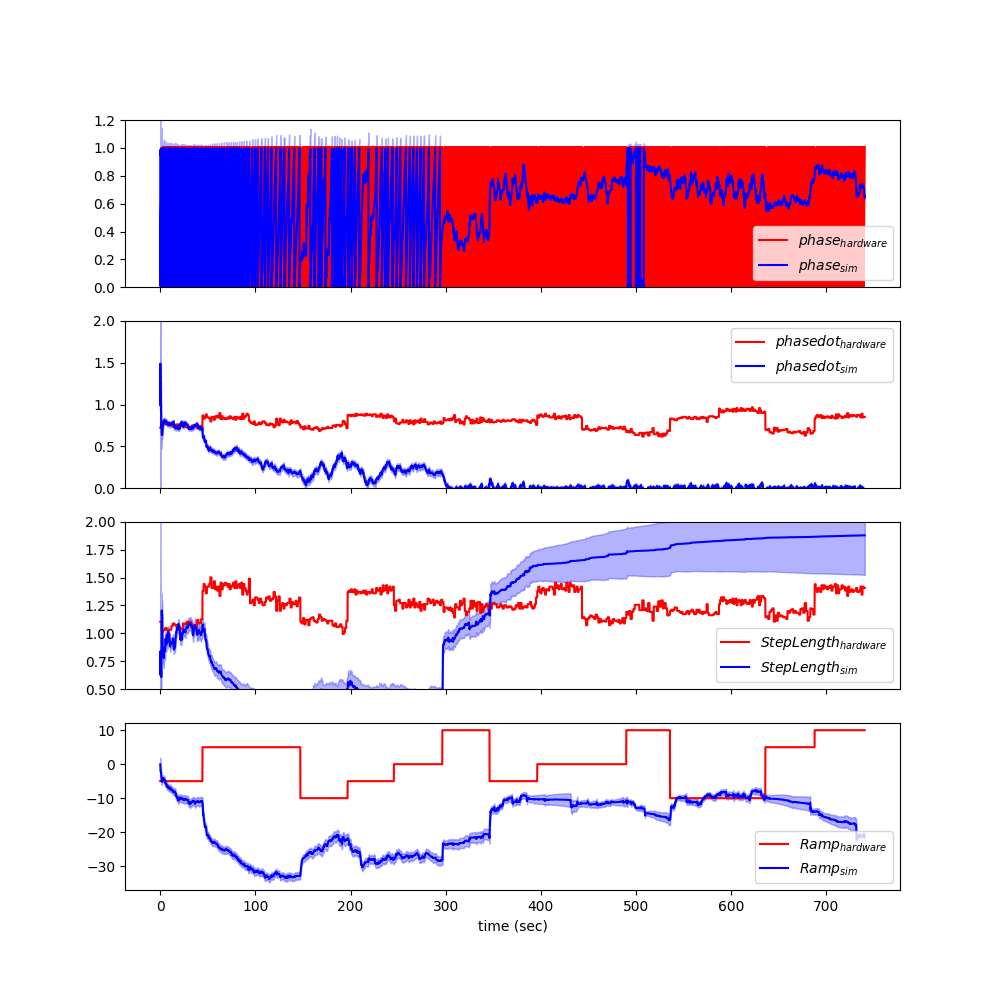 1.2
1.0
0.8
0.6
0.4
0.2
0.0
phase_hardware
phase_sim
2.0
1.5
1.0
0.5
0.0
phasedot_hardware
phasedot_sim
2.00
1.75
1.50
1.25
1.00
0.75
0.50
StepLength_hardware
StepLength_sim
10
0
−10
−20
−30
Ramp_hardware
Ramp_sim
0 100 200 300 400 500 600 700
time (sec)